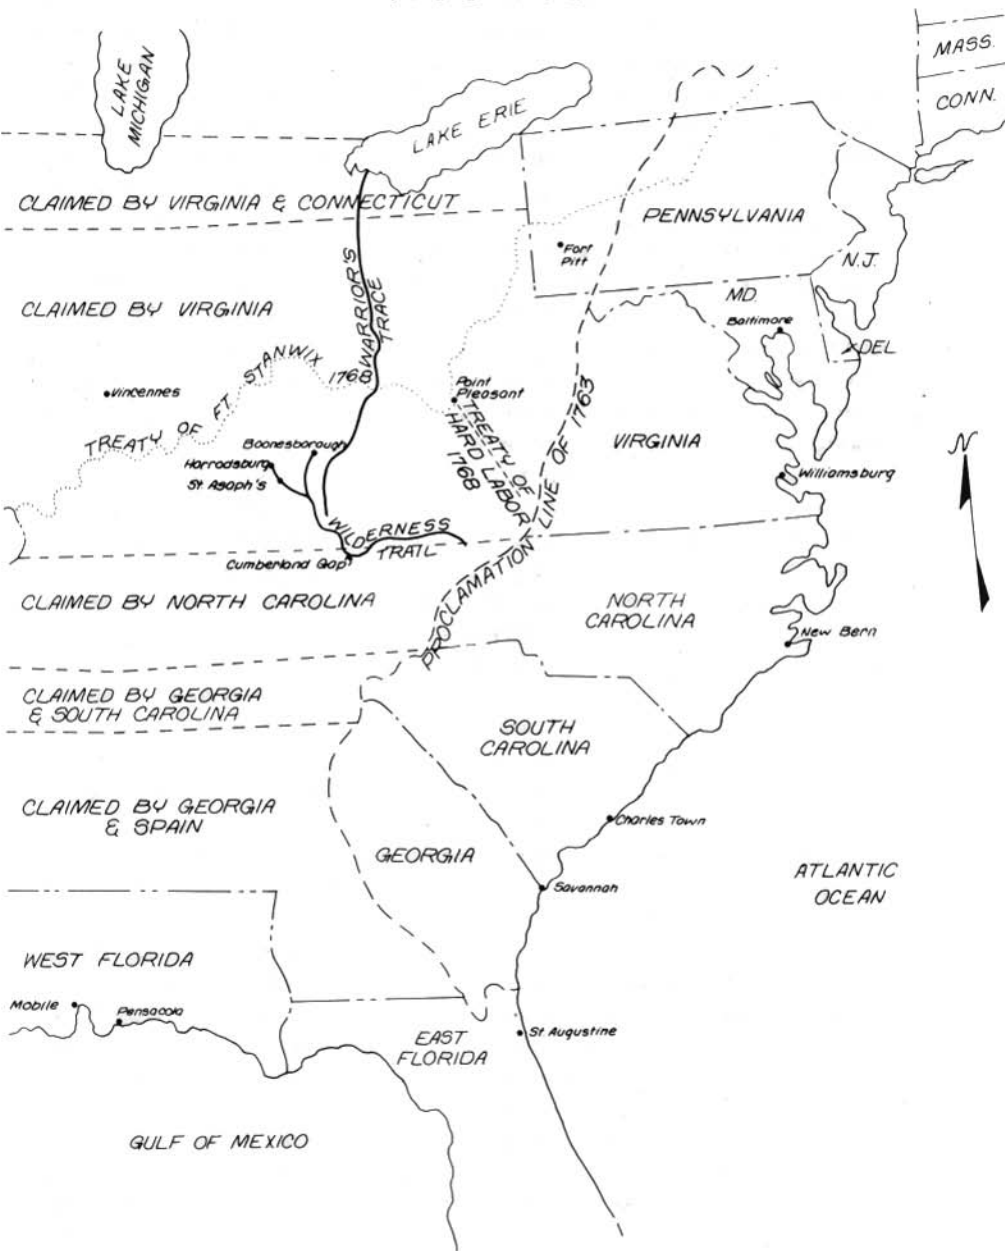 LAKE
MICHIGAN
LAKE ERIE
MASS.
CONN.
CLAIMED BY VIRGINIA & CONNECTICUT
PENNSYLVANIA
Fort
Pitt
N.J.
WARRIOR'S
TRACE
MD.
Baltimore
DEL
CLAIMED BY VIRGINIA
Vincennes
TREATY OF FT. STANWIX
1768
Point
Pleasant
TREATY OF
HARD LABOR
1768
VIRGINIA
Williamsburg
Boonesborough
Harrodsburg
St Asaph's
WILDERNESS
TRAIL
Cumberland Gap
PROCLAMATION LINE OF 1763
N
CLAIMED BY NORTH CAROLINA
NORTH
CAROLINA
New Bern
CLAIMED BY GEORGIA
& SOUTH CAROLINA
SOUTH
CAROLINA
CLAIMED BY GEORGIA
& SPAIN
GEORGIA
Charles Town
Savannah
ATLANTIC
OCEAN
WEST FLORIDA
Mobile
Pensacola
EAST
FLORIDA
St. Augustine
GULF OF MEXICO